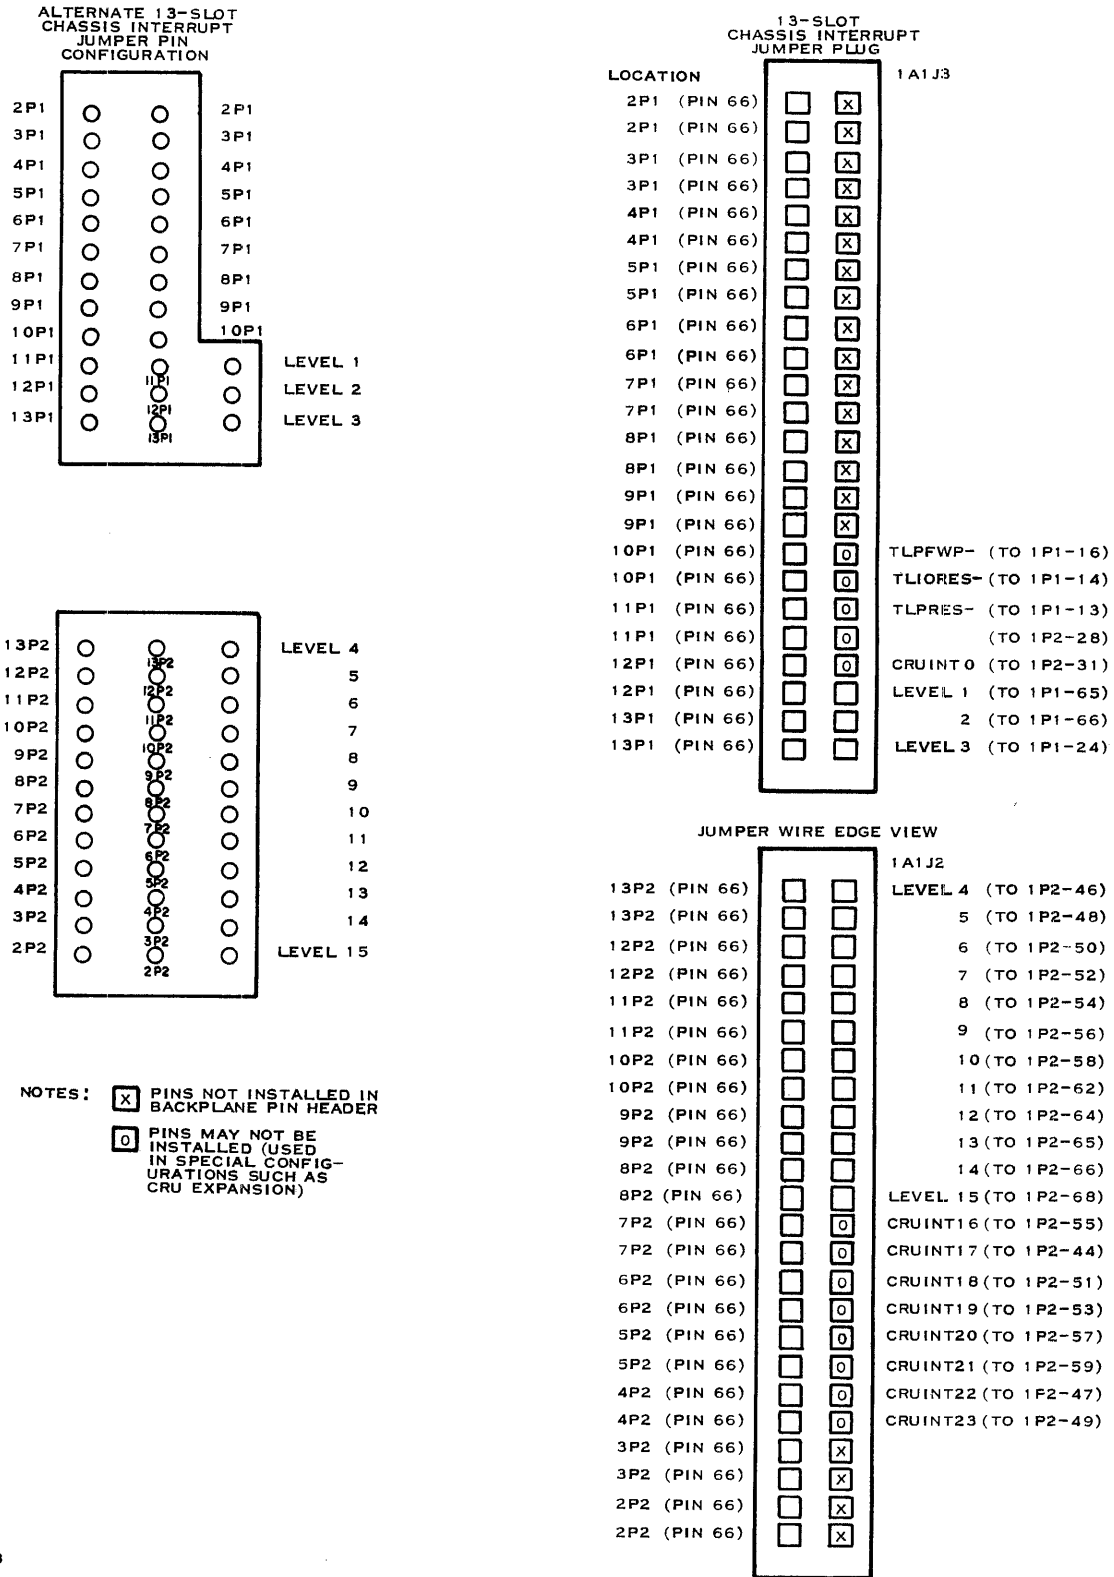 ALTERNATE 13-SLOT
CHASSIS INTERRUPT
JUMPER PIN
CONFIGURATION
2P1 2P1
3P1 3P1
4P1 4P1
5P1 5P1
6P1 6P1
7P1 7P1
8P1 8P1
9P1 9P1
10P1 10P1
11P1 11P1 LEVEL 1
12P1 12P1 LEVEL 2
13P1 13P1 LEVEL 3
13P2 13P2 LEVEL 4
12P2 12P2 5
11P2 11P2 6
10P2 10P2 7
9P2 9P2 8
8P2 8P2 9
7P2 7P2 10
6P2 6P2 11
5P2 5P2 12
4P2 4P2 13
3P2 3P2 14
2P2 2P2 LEVEL 15
NOTES: X PINS NOT INSTALLED IN
BACKPLANE PIN HEADER
O PINS MAY NOT BE
INSTALLED (USED
IN SPECIAL CONFIG-
URATIONS SUCH AS
CRU EXPANSION)
13-SLOT
CHASSIS INTERRUPT
JUMPER PLUG
LOCATION 1A1J3
2P1 (PIN 66) X
2P1 (PIN 66) X
3P1 (PIN 66) X
3P1 (PIN 66) X
4P1 (PIN 66) X
4P1 (PIN 66) X
5P1 (PIN 66) X
5P1 (PIN 66) X
6P1 (PIN 66) X
6P1 (PIN 66) X
7P1 (PIN 66) X
7P1 (PIN 66) X
8P1 (PIN 66) X
8P1 (PIN 66) X
9P1 (PIN 66) X
9P1 (PIN 66) X
10P1 (PIN 66) O TLPFWP- (TO 1P1-16)
10P1 (PIN 66) O TLIORES- (TO 1P1-14)
11P1 (PIN 66) O TLPRES- (TO 1P1-13)
11P1 (PIN 66) O (TO 1P2-28)
12P1 (PIN 66) O CRUINT0 (TO 1P2-31)
12P1 (PIN 66) LEVEL 1 (TO 1P1-65)
13P1 (PIN 66) 2 (TO 1P1-66)
13P1 (PIN 66) LEVEL 3 (TO 1P1-24)
JUMPER WIRE EDGE VIEW
1A1J2
13P2 (PIN 66) LEVEL 4 (TO 1P2-46)
13P2 (PIN 66) 5 (TO 1P2-48)
12P2 (PIN 66) 6 (TO 1P2-50)
12P2 (PIN 66) 7 (TO 1P2-52)
11P2 (PIN 66) 8 (TO 1P2-54)
11P2 (PIN 66) 9 (TO 1P2-56)
10P2 (PIN 66) 10 (TO 1P2-58)
10P2 (PIN 66) 11 (TO 1P2-62)
9P2 (PIN 66) 12 (TO 1P2-64)
9P2 (PIN 66) 13 (TO 1P2-65)
8P2 (PIN 66) 14 (TO 1P2-66)
8P2 (PIN 66) LEVEL 15 (TO 1P2-68)
7P2 (PIN 66) O CRUINT16 (TO 1P2-55)
7P2 (PIN 66) O CRUINT17 (TO 1P2-44)
6P2 (PIN 66) O CRUINT18 (TO 1P2-51)
6P2 (PIN 66) O CRUINT19 (TO 1P2-53)
5P2 (PIN 66) O CRUINT20 (TO 1P2-57)
5P2 (PIN 66) O CRUINT21 (TO 1P2-59)
4P2 (PIN 66) O CRUINT22 (TO 1P2-47)
4P2 (PIN 66) O CRUINT23 (TO 1P2-49)
3P2 (PIN 66) X
3P2 (PIN 66) X
2P2 (PIN 66) X
2P2 (PIN 66) X